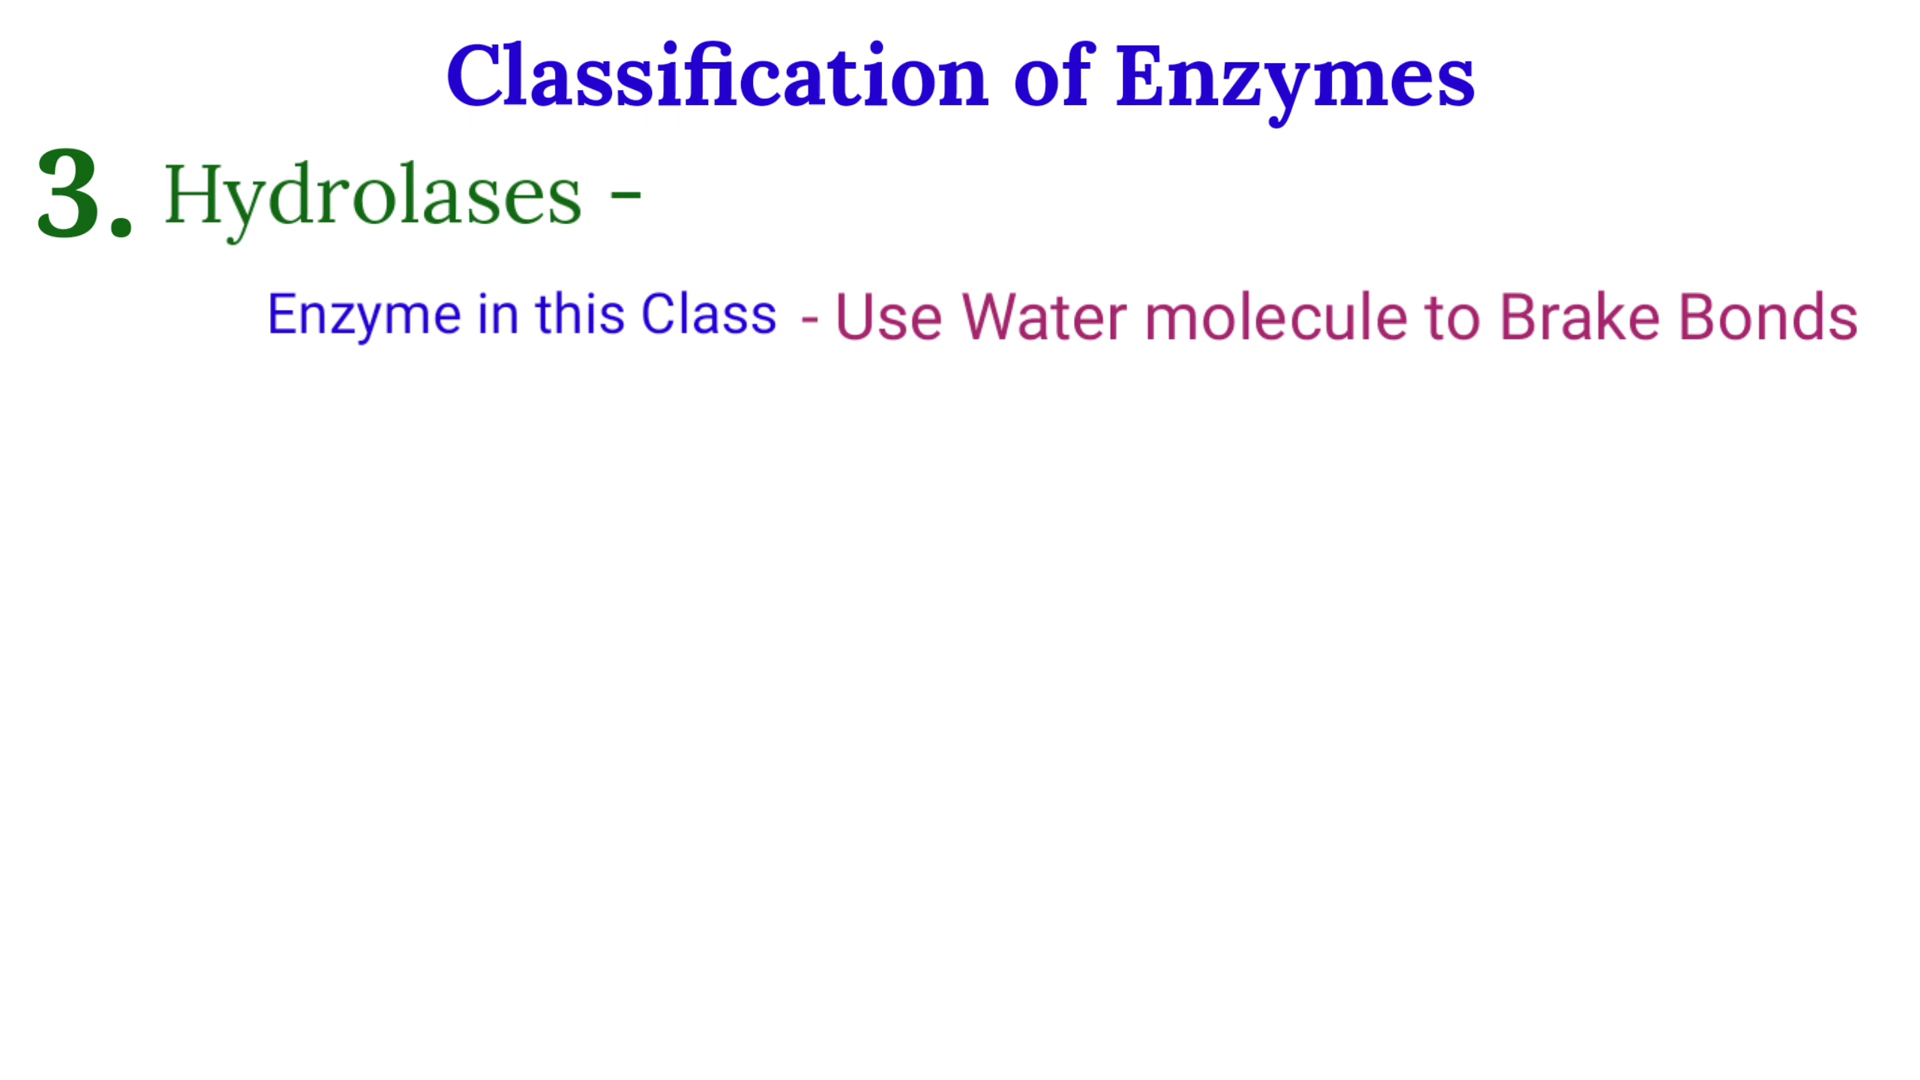 Classification of Enzymes
3. Hydrolases -
Enzyme in this Class - Use Water molecule to Brake Bonds